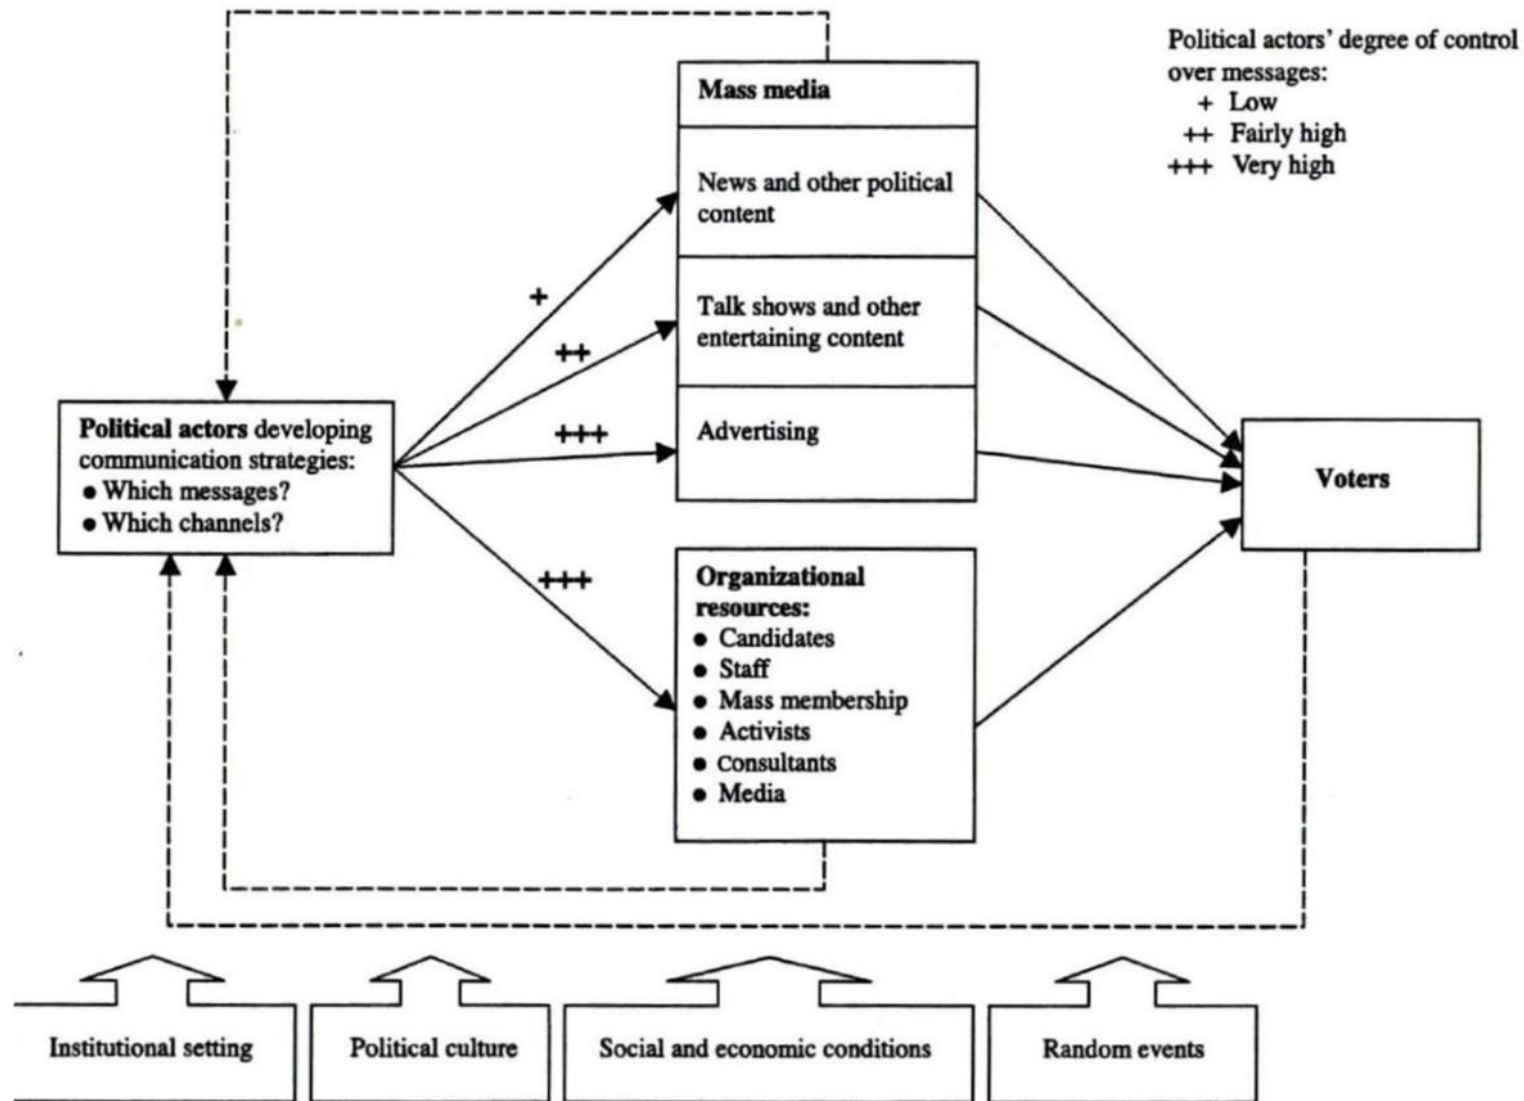 Political actors' degree of control
over messages:
+ Low
++ Fairly high
+++ Very high
Mass media
News and other political
content
Talk shows and other
entertaining content
Advertising
+
++
+++
+++
Political actors developing
communication strategies:
● Which messages?
● Which channels?
Voters
Organizational
resources:
● Candidates
● Staff
● Mass membership
● Activists
● Consultants
● Media
Institutional setting
Political culture
Social and economic conditions
Random events